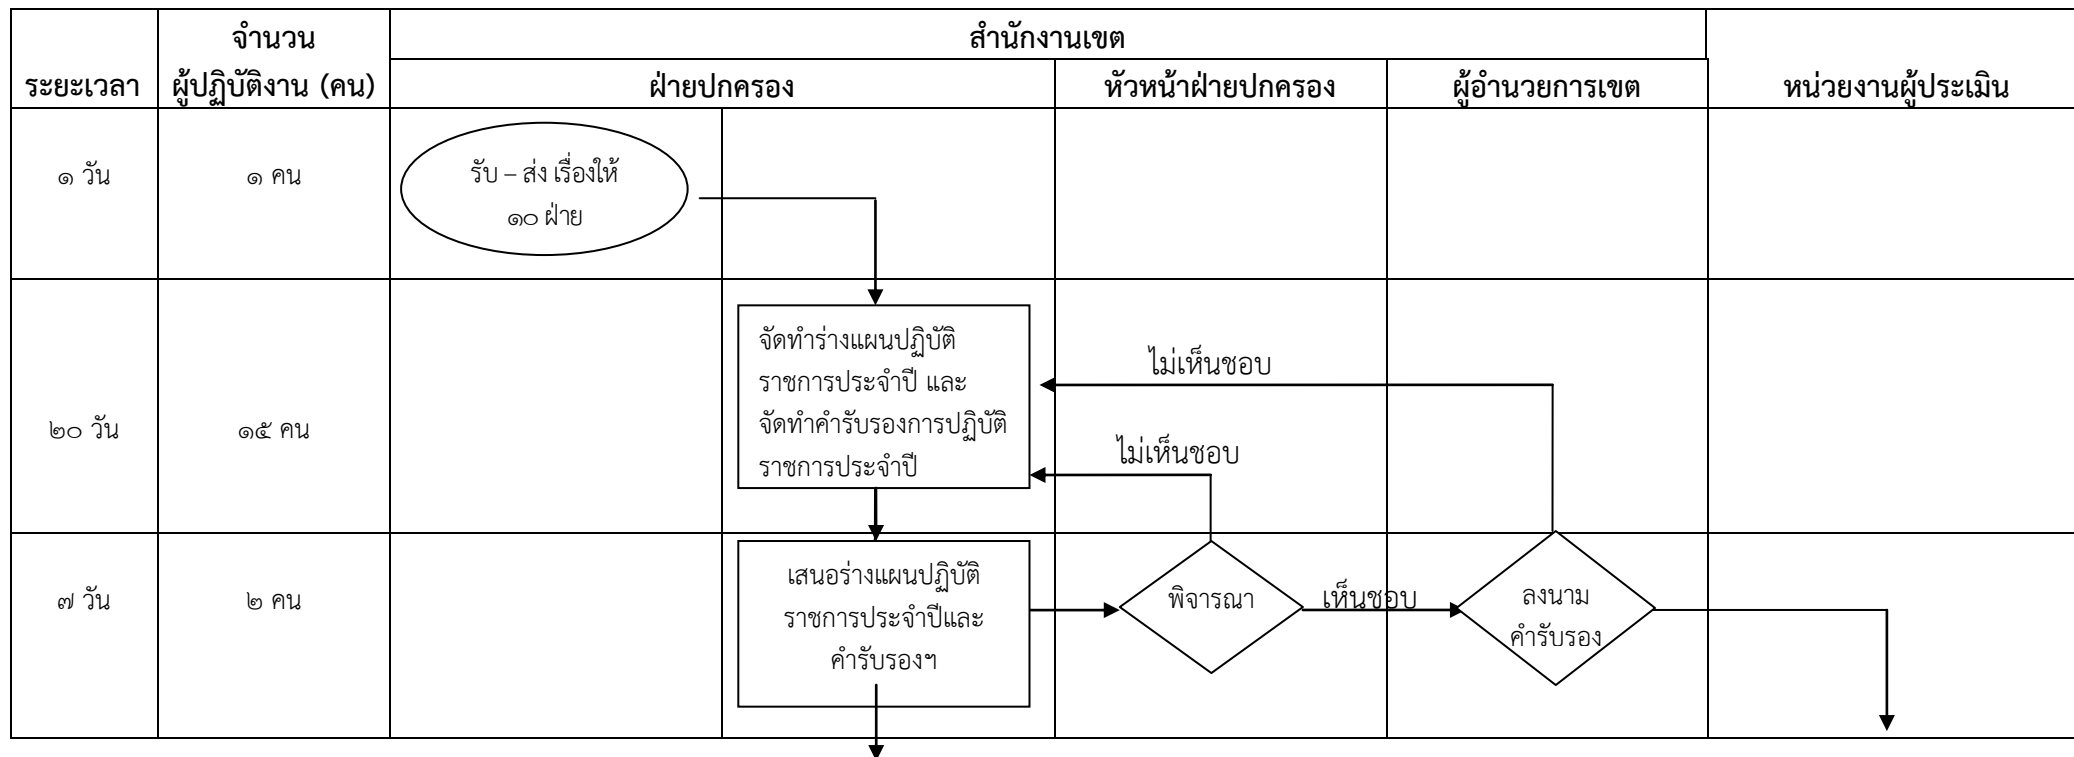 ระยะเวลา
จำนวน
ผู้ปฏิบัติงาน (คน)
สำนักงานเขต
ฝ่ายปกครอง
หัวหน้าฝ่ายปกครอง
ผู้อำนวยการเขต
หน่วยงานผู้ประเมิน
๑ วัน
๑ คน
รับ – ส่ง เรื่องให้
๑๐ ฝ่าย
๒๐ วัน
๑๕ คน
จัดทำร่างแผนปฏิบัติ
ราชการประจำปี และ
จัดทำคำรับรองการปฏิบัติ
ราชการประจำปี
ไม่เห็นชอบ
ไม่เห็นชอบ
๗ วัน
๒ คน
เสนอร่างแผนปฏิบัติ
ราชการประจำปีและ
คำรับรองฯ
พิจารณา
เห็นชอบ
ลงนาม
คำรับรอง